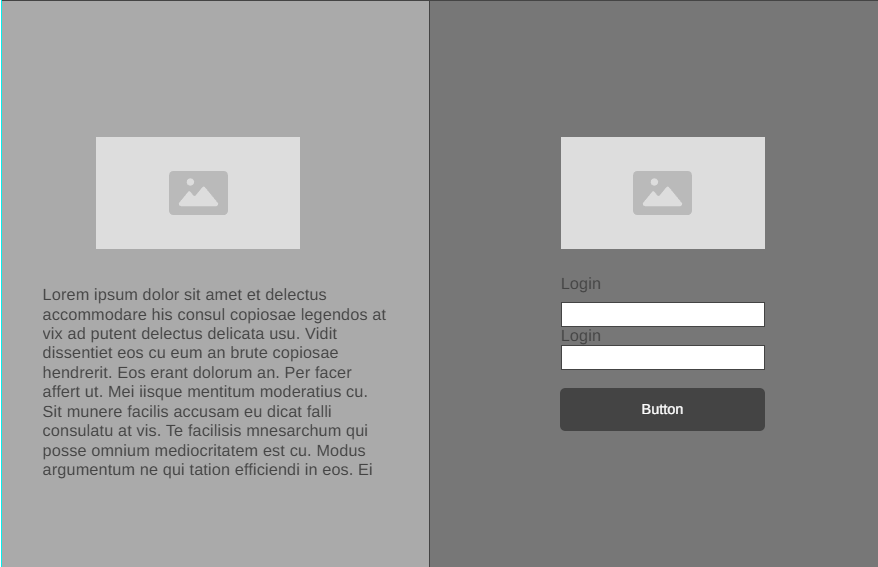 Lorem ipsum dolor sit amet et delectus
accommodare his consul copiosae legendos at
vix ad putent delectus delicata usu. Vidit
dissentiet eos cu eum an brute copiosae
hendrerit. Eos erant dolorum an. Per facer
affert ut. Mei iisque mentitum moderatius cu.
Sit munere facilis accusam eu dicat falli
consulatu at vis. Te facilisis mnesarchum qui
posse omnium mediocritatem est cu. Modus
argumentum ne qui tation efficiendi in eos. Ei
Login
Login
Button